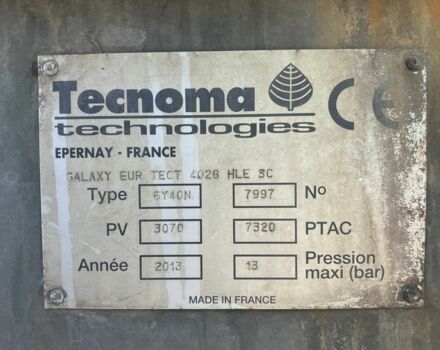 Tecnoma CE
technologies
EPERNAY - FRANCE
GALAXY EUR TECT 4028 HLE SC
Type 6Y40N 7997 N°
PV 3070 7320 PTAC
Année 2013 13 Pression
maxi (bar)
MADE IN FRANCE